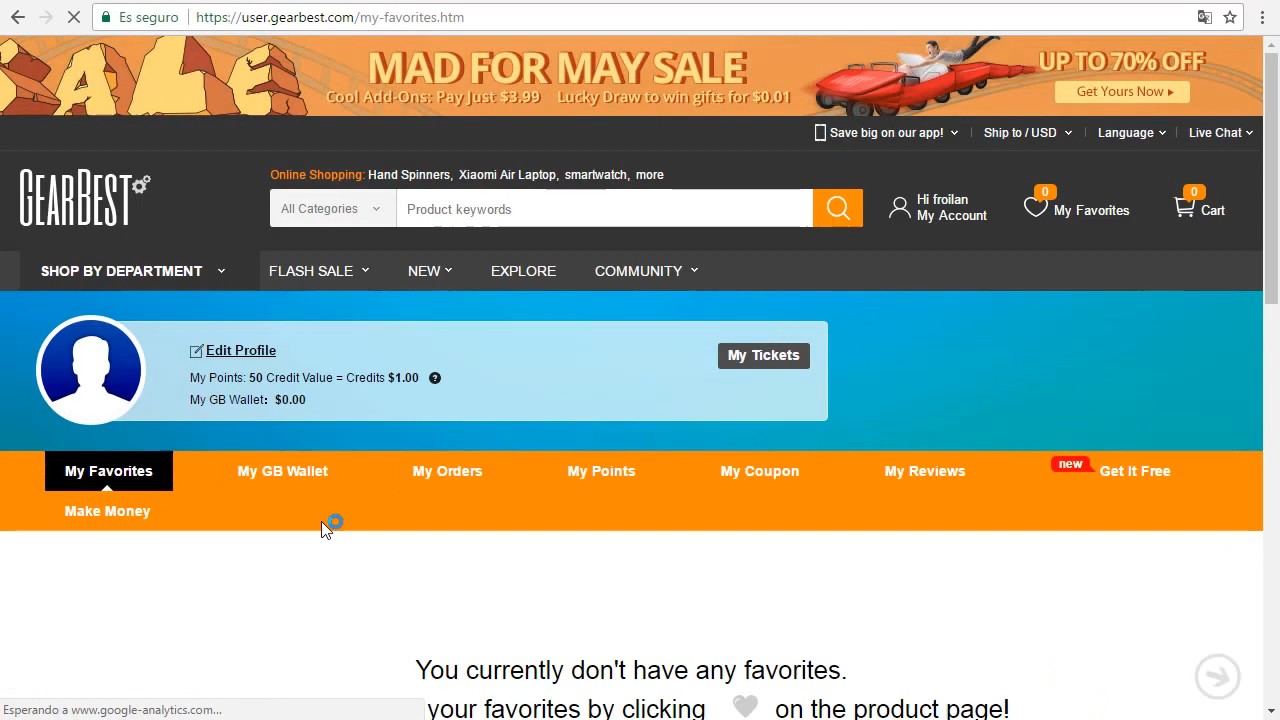 Es seguro https://user.gearbest.com/my-favorites.htm
SALE
MAD FOR MAY SALE
Cool Add-Ons: Pay Just $3.99 Lucky Draw to win gifts for $0.01
UP TO 70% OFF
Get Yours Now
Save big on our app! Ship to / USD Language Live Chat
GEARBEST
Online Shopping: Hand Spinners, Xiaomi Air Laptop, smartwatch, more
All Categories Product keywords
Hi froilan
My Account
0
My Favorites
0
Cart
SHOP BY DEPARTMENT FLASH SALE NEW EXPLORE COMMUNITY
Edit Profile
My Points: 50 Credit Value = Credits $1.00 ?
My GB Wallet: $0.00
My Tickets
My Favorites My GB Wallet My Orders My Points My Coupon My Reviews new Get It Free
Make Money
You currently don't have any favorites.
your favorites by clicking on the product page!
Esperando a www.google-analytics.com...